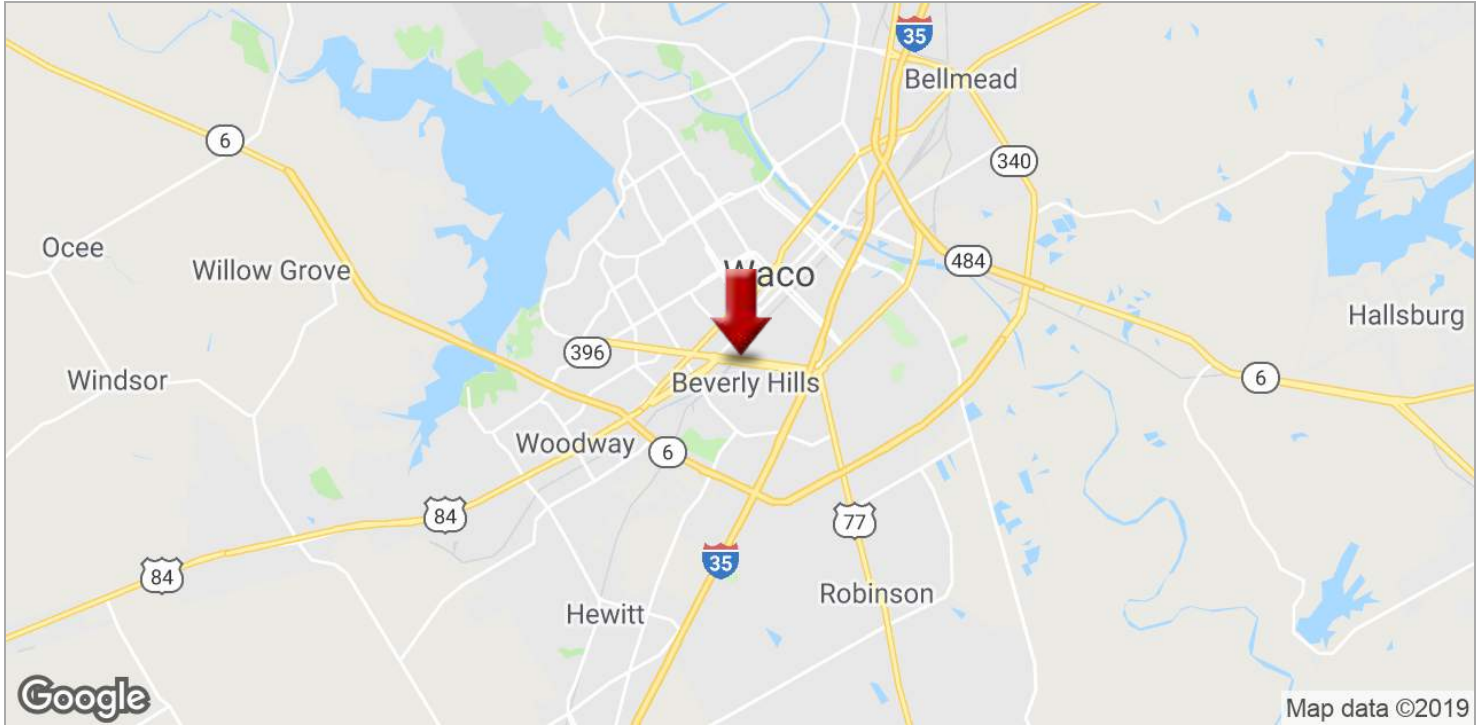 35
Bellmead
6
340
Ocee
Willow Grove
Waco
484
Hallsburg
396
Windsor
Beverly Hills
6
Woodway
6
84
77
35
84
Robinson
Hewitt
Google
Map data ©2019